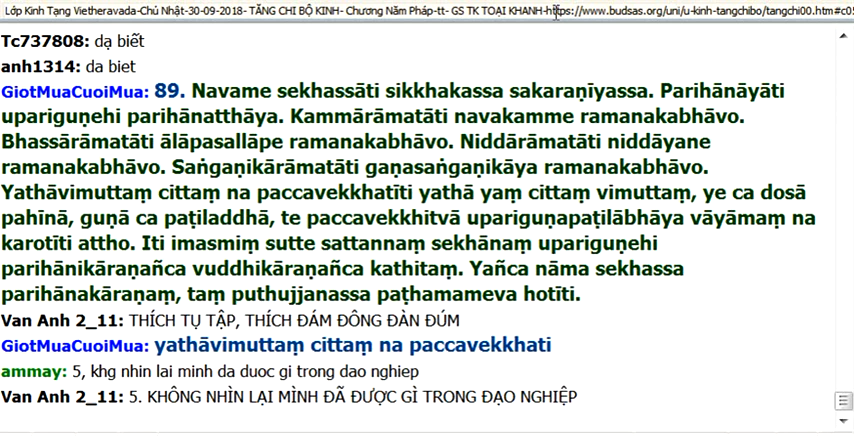 Lớp Kinh Tạng Vietheravada-Chủ Nhật-30-09-2018- TĂNG CHI BỘ KINH- Chương Năm Pháp-tt- GS TK TOẠI KHANH-https://www.budsas.org/uni/u-kinh-tangchibo/tangchi00.htm#c05
Tc737808: dạ biết
anh1314: da biet
GiotMuaCuoiMua: 89. Navame sekhassāti sikkhakassa sakaraṇīyassa. Parihānāyāti
upariguṇehi parihānatthāya. Kammārāmatāti navakamme ramanakabhāvo.
Bhassārāmatāti ālāpasallāpe ramanakabhāvo. Niddārāmatāti niddāyane
ramanakabhāvo. Saṅgaṇikārāmatāti gaṇasaṅgaṇikāya ramanakabhāvo.
Yathāvimuttaṃ cittaṃ na paccavekkhatīti yathā yaṃ cittaṃ vimuttaṃ, ye ca dosā
pahīnā, guṇā ca paṭiladdhā, te paccavekkhitvā upariguṇapaṭilābhāya vāyāmaṃ na
karotīti attho. Iti imasmiṃ sutte sattannaṃ sekhānaṃ upariguṇehi
parihānikāraṇañca vuddhikāraṇañca kathitaṃ. Yañca nāma sekhassa
parihānakāraṇaṃ, taṃ puthujjanassa paṭhamameva hotīti.
Van Anh 2_11: THÍCH TỤ TẬP, THÍCH ĐÁM ĐÔNG ĐÀN ĐÚM
GiotMuaCuoiMua: yathāvimuttaṃ cittaṃ na paccavekkhati
ammay: 5, khg nhin lai minh da duoc gi trong dao nghiep
Van Anh 2_11: 5. KHÔNG NHÌN LẠI MÌNH ĐÃ ĐƯỢC GÌ TRONG ĐẠO NGHIỆP